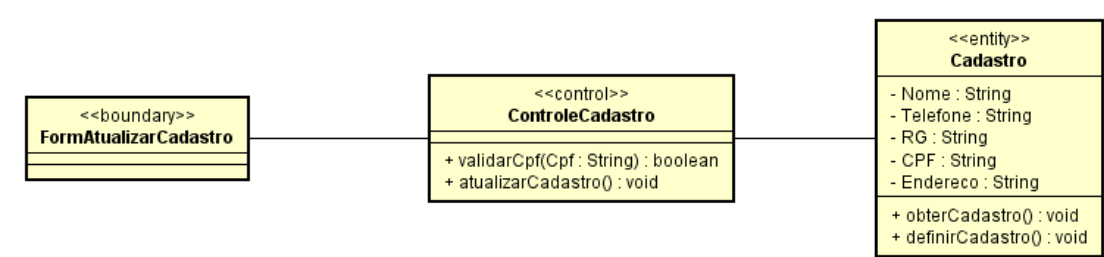 <<boundary>>
FormAtualizarCadastro
<<control>>
ControleCadastro
+ validarCpf(Cpf : String) : boolean
+ atualizarCadastro() : void
<<entity>>
Cadastro
- Nome : String
- Telefone : String
- RG : String
- CPF : String
- Endereco : String
+ obterCadastro() : void
+ definirCadastro() : void